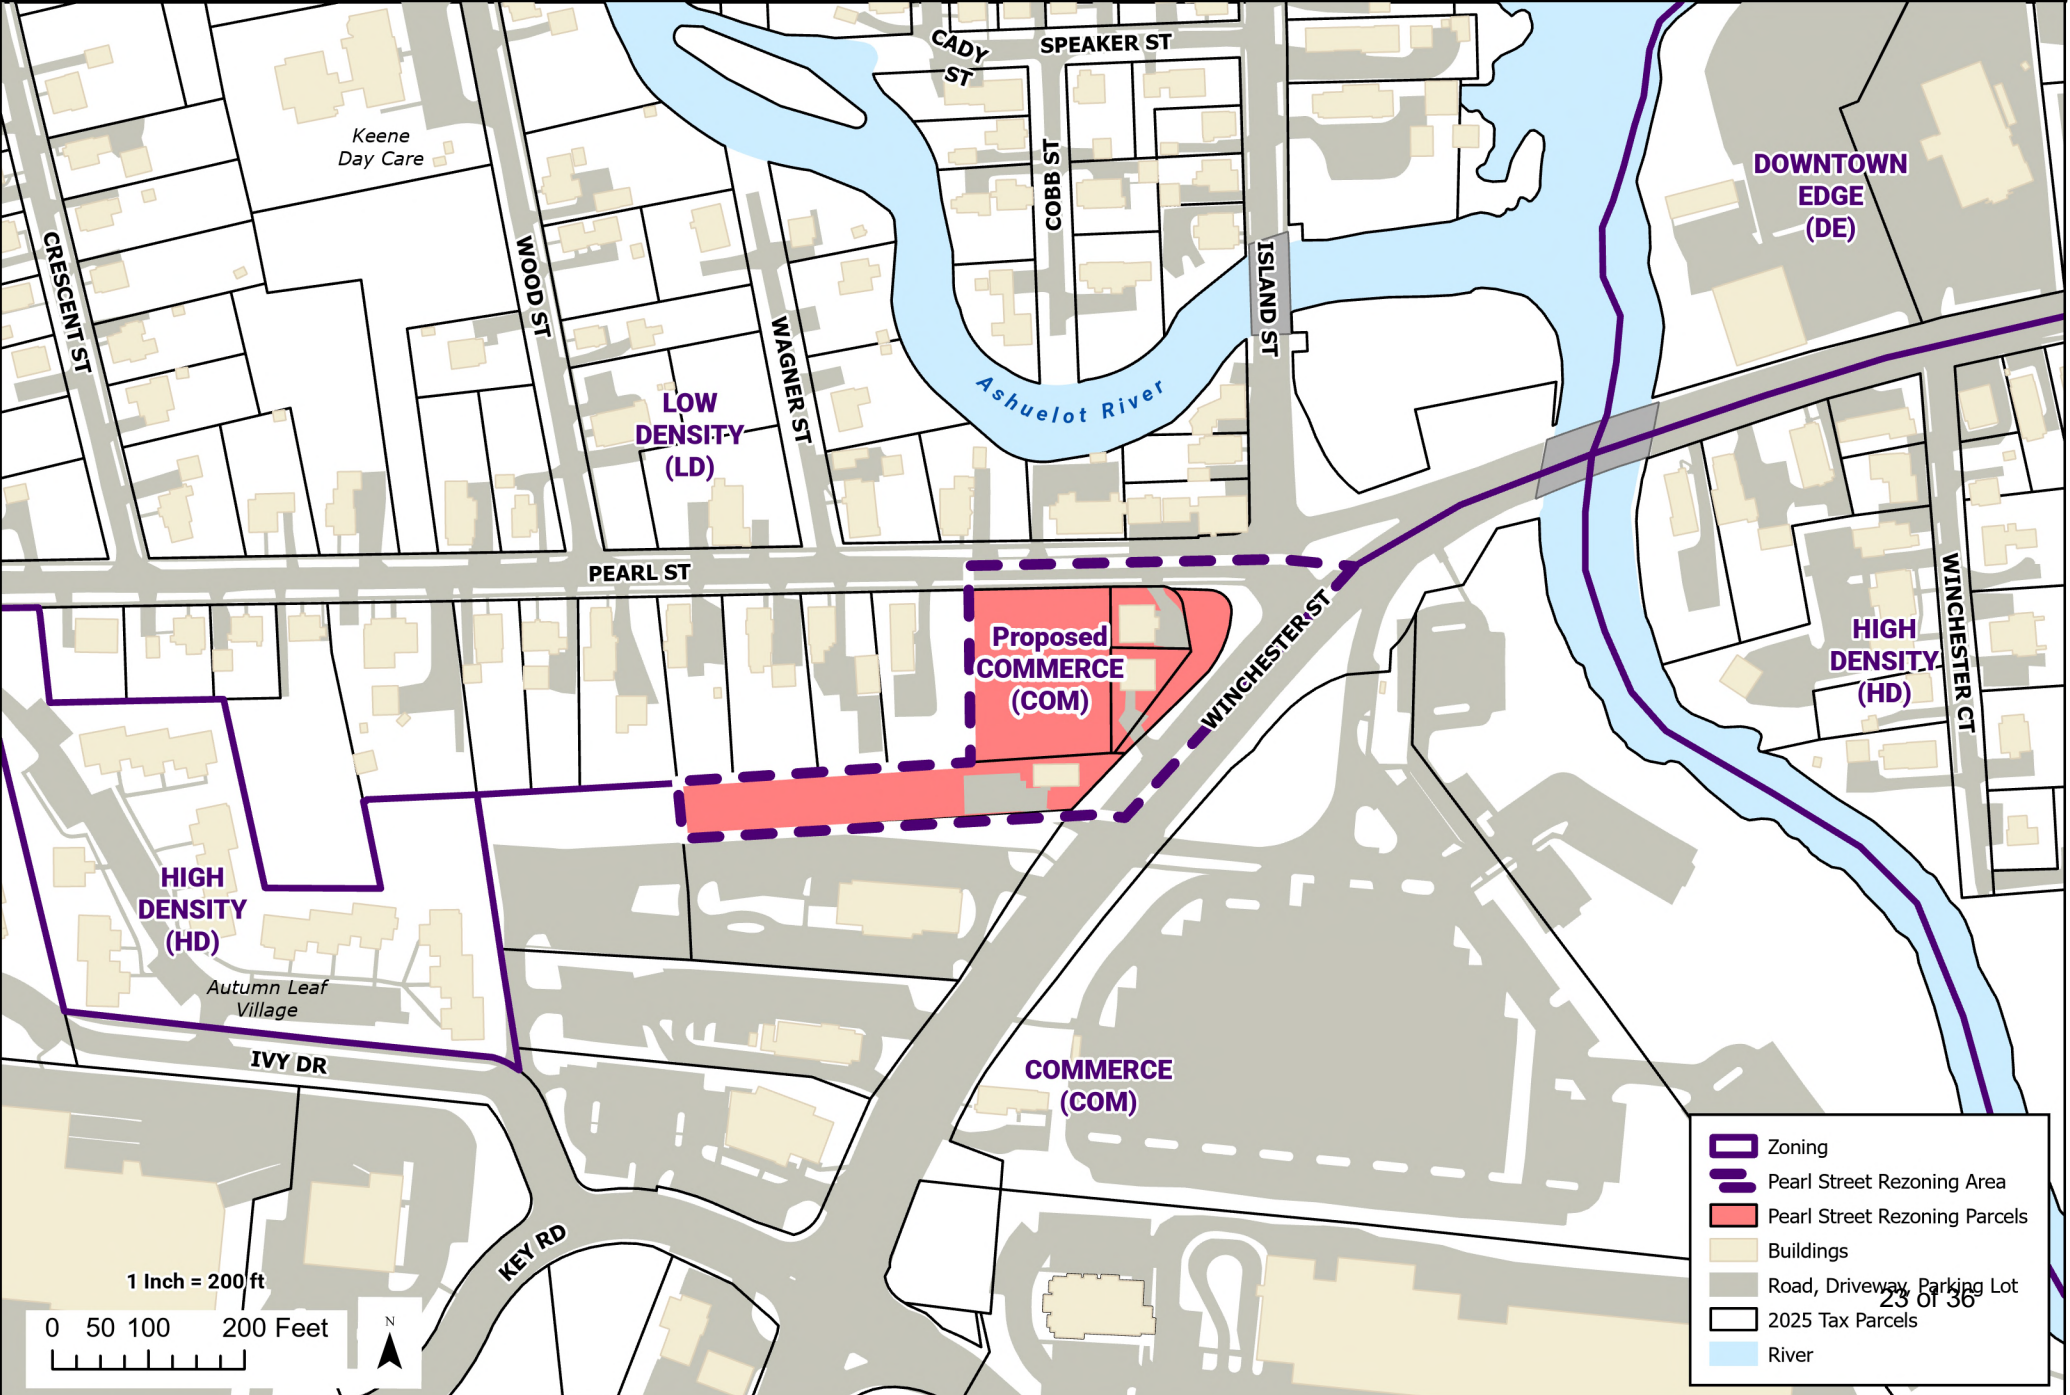 CADY
ST
SPEAKER ST
Keene
Day Care
COBB ST
DOWNTOWN
EDGE
(DE)
CRESCENT ST
WOOD ST
ISLAND ST
WAGNER ST
Ashuelot River
LOW
DENSITY
(LD)
PEARL ST
WINCHESTER CT
Proposed
COMMERCE
(COM)
WINCHESTER ST
HIGH
DENSITY
(HD)
HIGH
DENSITY
(HD)
Autumn Leaf
Village
IVY DR
COMMERCE
(COM)
KEY RD
1 Inch = 200 ft
0 50 100 200 Feet
N
Zoning
Pearl Street Rezoning Area
Pearl Street Rezoning Parcels
Buildings
Road, Driveway, Parking Lot
23 of 36
2025 Tax Parcels
River